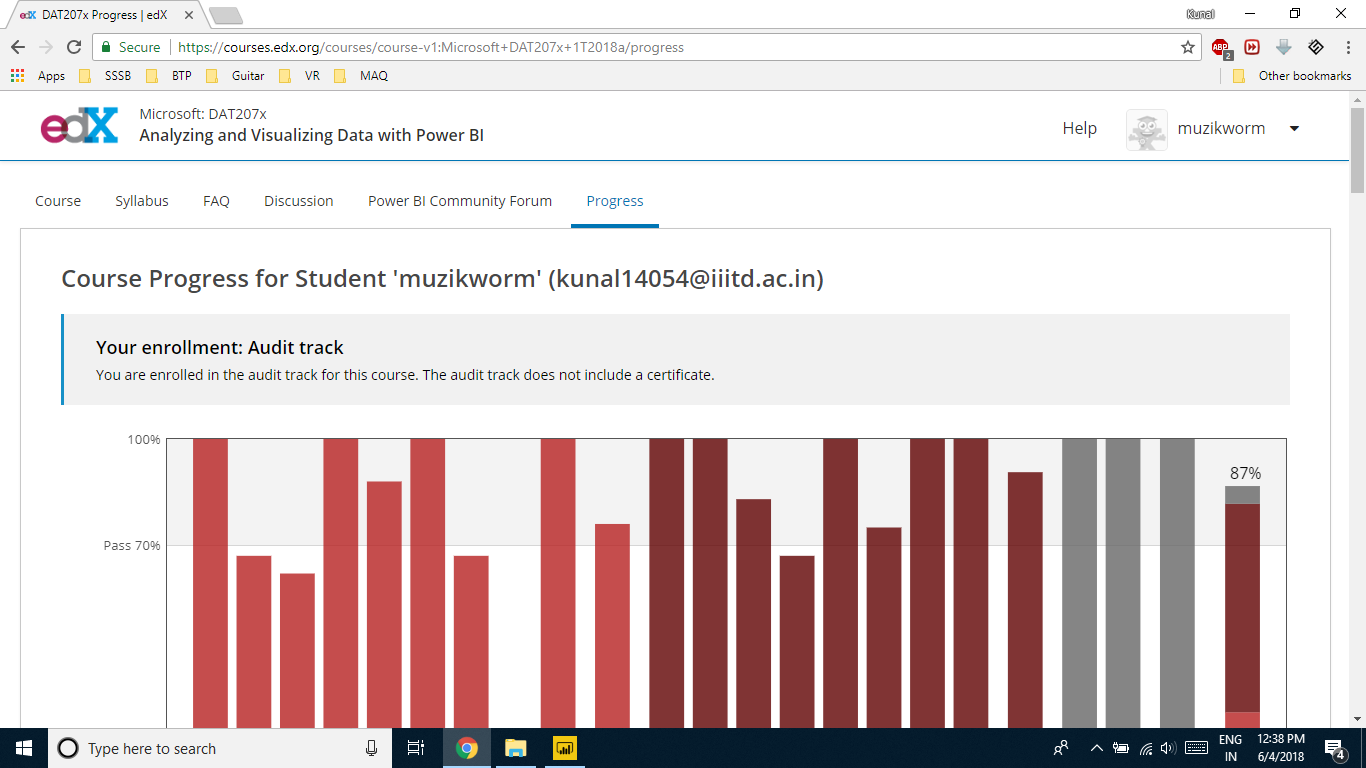 edX DAT207x Progress | edX
Kunal
Secure https://courses.edx.org/courses/course-v1:Microsoft+DAT207x+1T2018a/progress
ABP 2
Apps SSSB BTP Guitar VR MAQ Other bookmarks
edX
Microsoft: DAT207x
Analyzing and Visualizing Data with Power BI
Help muzikworm
Course Syllabus FAQ Discussion Power BI Community Forum Progress
Course Progress for Student 'muzikworm' (kunal14054@iiitd.ac.in)
Your enrollment: Audit track
You are enrolled in the audit track for this course. The audit track does not include a certificate.
100%
87%
Pass 70%
Type here to search
ENG
IN
12:38 PM
6/4/2018
4